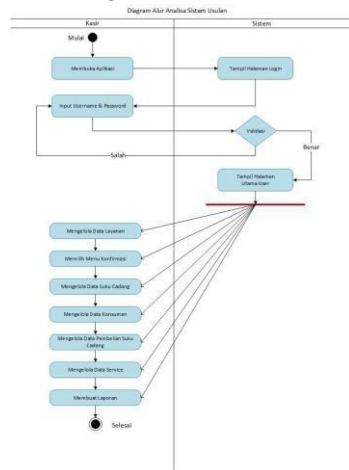 Diagram Alur Analisa Sistem Usulan
Kasir
Sistem
Mulai
Membuka Aplikasi
Tampil Halaman Login
Input Username & Password
Validasi
Salah
Benar
Tampil Halaman
Utama User
Mengelola Data Layanan
Memilih Menu Konfirmasi
Mengelola Data Suku Cadang
Mengelola Data Konsumen
Mengelola Data Pembelian Suku
Cadang
Mengelola Data Service
Membuat Laporan
Selesai